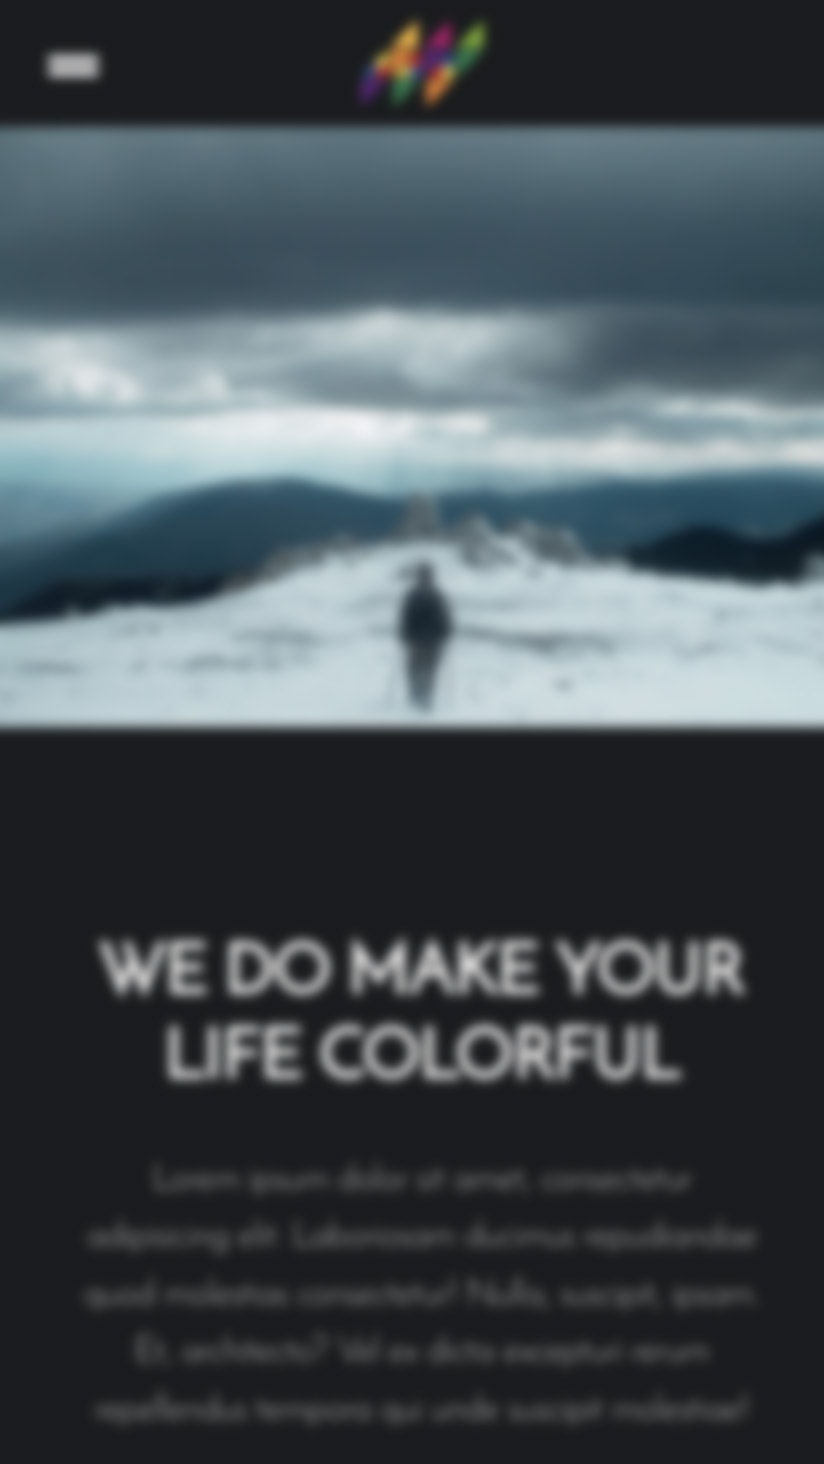 WE DO MAKE YOUR
LIFE COLORFUL
Lorem ipsum dolor sit amet, consectetur
adipisicing elit. Laboriosam ducimus repudiandae
quod molestias consectetur! Nulla, suscipit, ipsam.
Et, architecto? Vel ex dicta excepturi rerum
repellendus tempora qui unde suscipit molestiae!